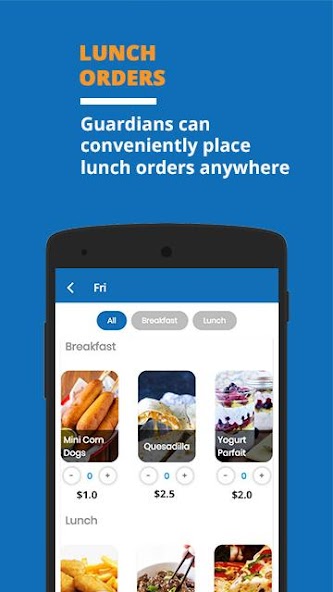 LUNCH
ORDERS
Guardians can
conveniently place
lunch orders anywhere
Fri
All Breakfast Lunch
Breakfast
Mini Corn
Dogs
Quesadilla
Yogurt
Parfait
- 0 + - 0 + - 0 +
$1.0 $2.5 $2.0
Lunch